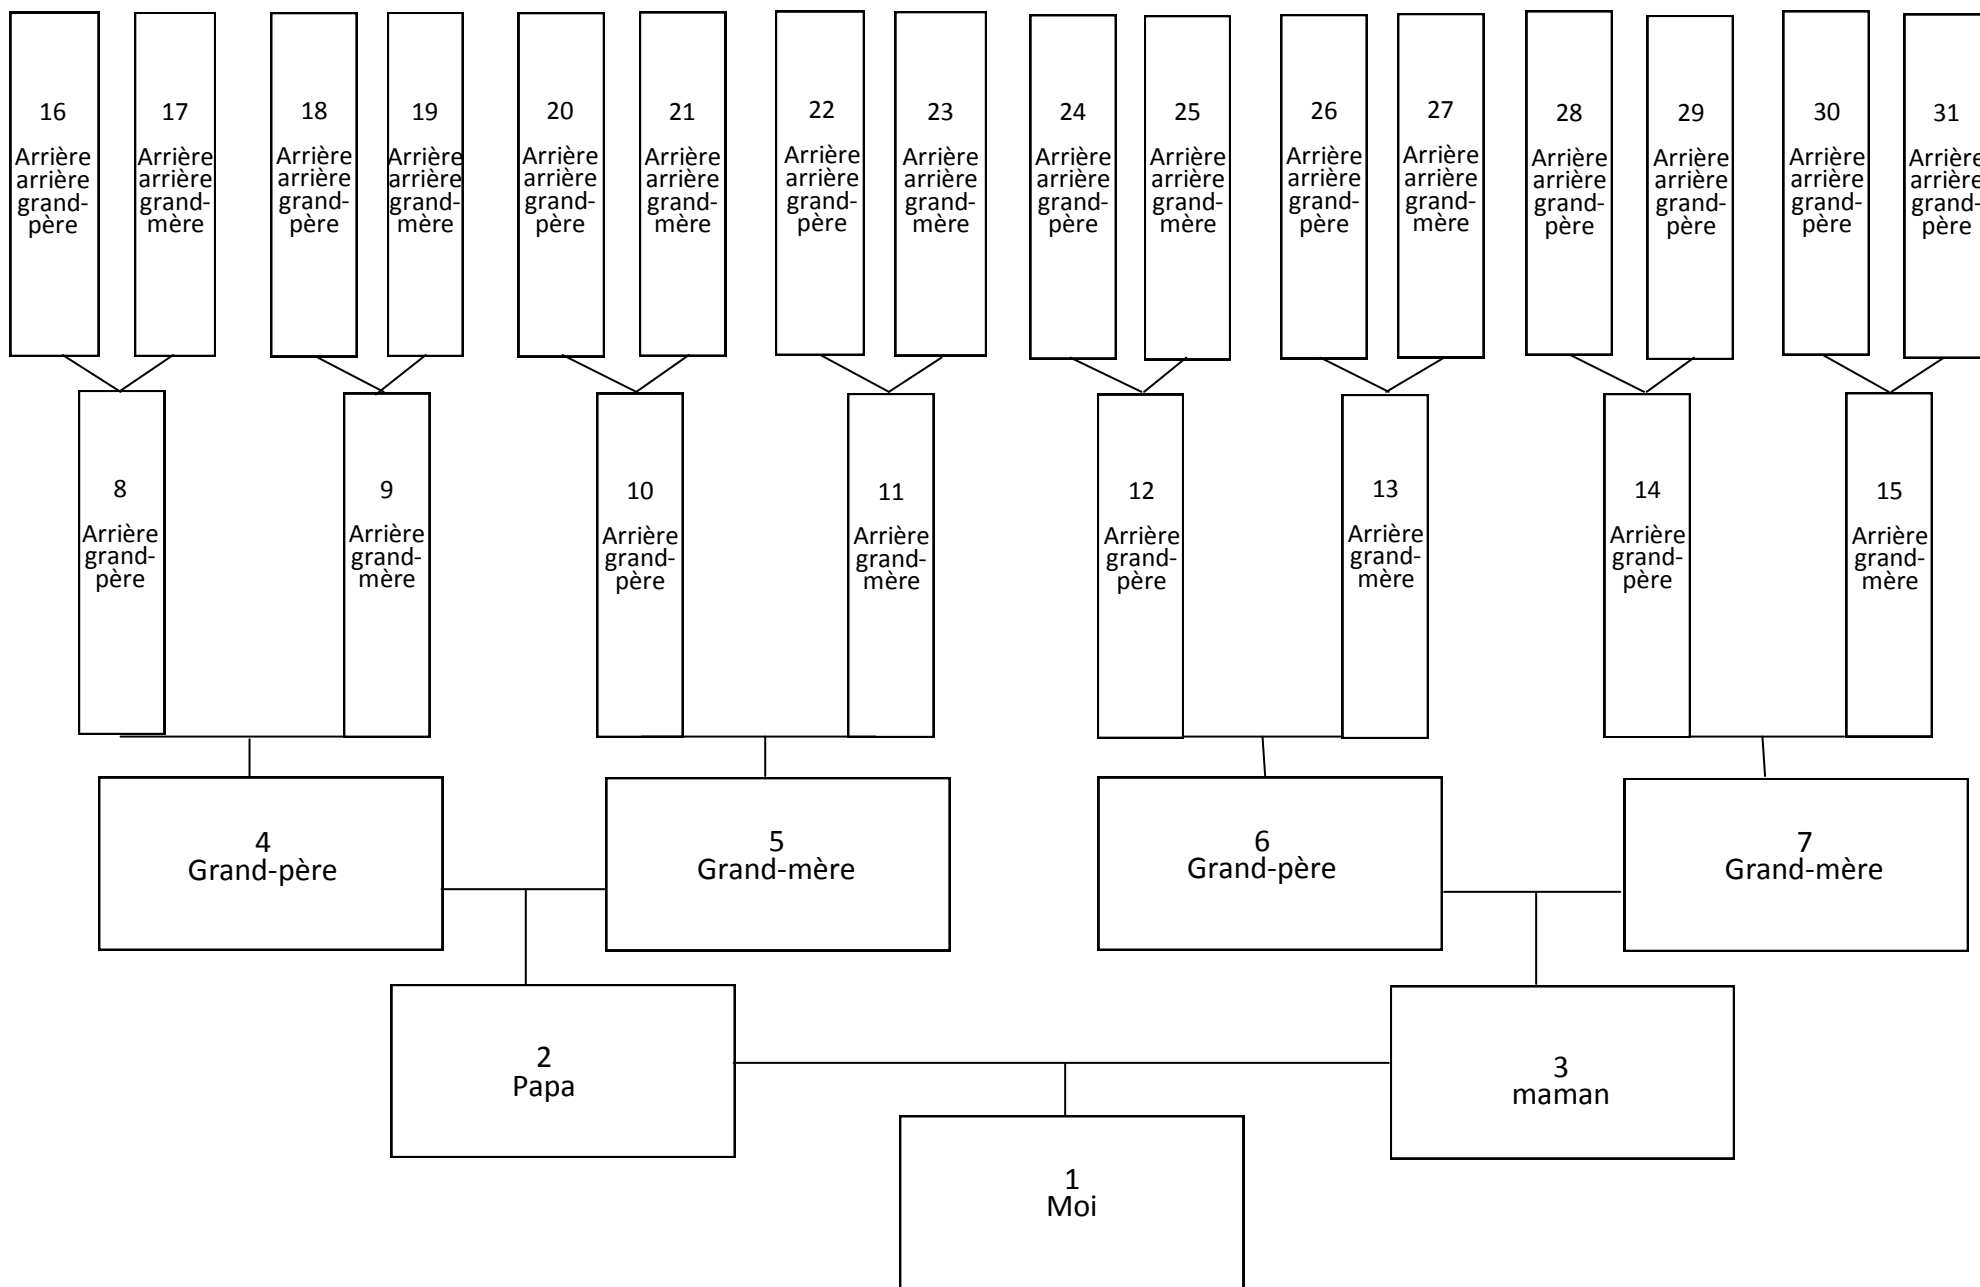 16
Arrière
arrière
grand-
père
17
Arrière
arrière
grand-
mère
18
Arrière
arrière
grand-
père
19
Arrière
arrière
grand-
mère
20
Arrière
arrière
grand-
père
21
Arrière
arrière
grand-
mère
22
Arrière
arrière
grand-
père
23
Arrière
arrière
grand-
mère
24
Arrière
arrière
grand-
père
25
Arrière
arrière
grand-
mère
26
Arrière
arrière
grand-
père
27
Arrière
arrière
grand-
mère
28
Arrière
arrière
grand-
père
29
Arrière
arrière
grand-
père
30
Arrière
arrière
grand-
père
31
Arrière
arrière
grand-
père
8
Arrière
grand-
père
9
Arrière
grand-
mère
10
Arrière
grand-
père
11
Arrière
grand-
mère
12
Arrière
grand-
père
13
Arrière
grand-
mère
14
Arrière
grand-
père
15
Arrière
grand-
mère
4
Grand-père
5
Grand-mère
6
Grand-père
7
Grand-mère
2
Papa
3
maman
1
Moi